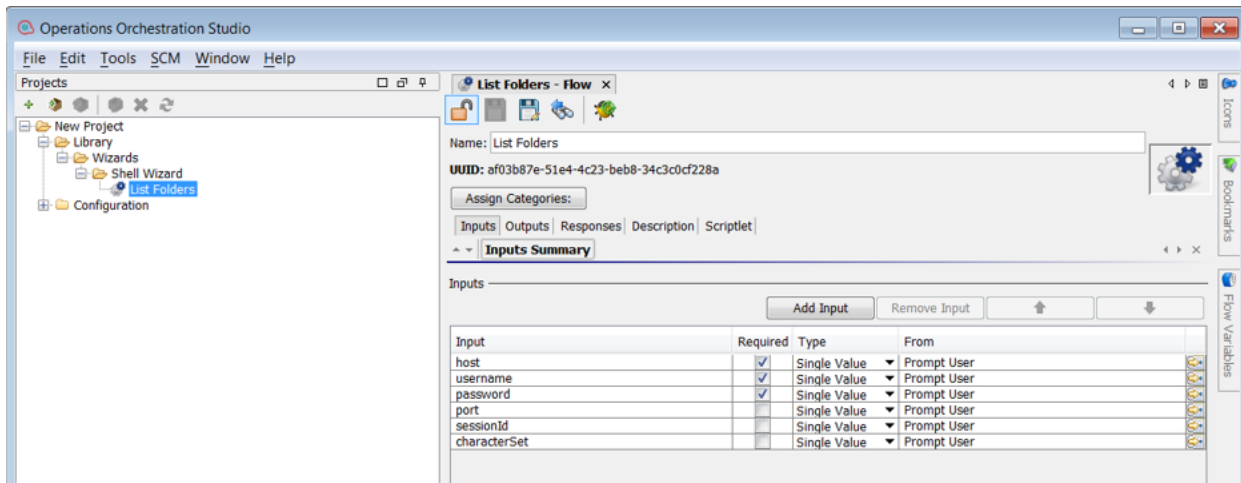 Operations Orchestration Studio
File Edit Tools SCM Window Help
Projects
New Project
Library
Wizards
Shell Wizard
List Folders
Configuration
List Folders - Flow
Name: List Folders
UUID: af03b87e-51e4-4c23-beb8-34c3c0cf228a
Assign Categories:
Inputs Outputs Responses Description Scriptlet
Inputs Summary
Inputs
Add Input Remove Input
Input Required Type From
host Single Value Prompt User
username Single Value Prompt User
password Single Value Prompt User
port Single Value Prompt User
sessionId Single Value Prompt User
characterSet Single Value Prompt User
Icons
Bookmarks
Flow Variables